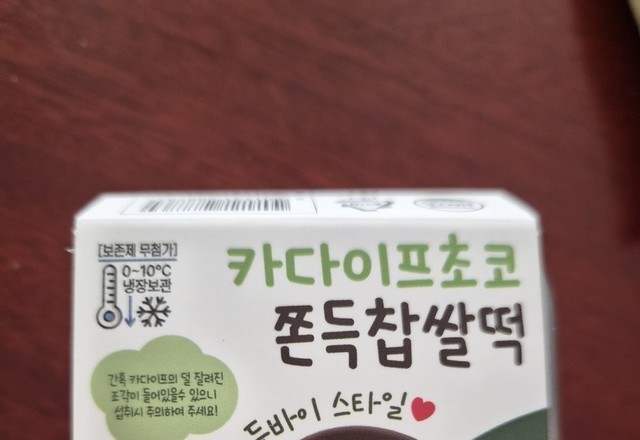 [보존제 무첨가]
0~10°C
냉장보관
카다이프초코
쫀득찹쌀떡
간혹 카다이프의 덜 잘려진
조각이 들어있을수 있으니
섭취시 주의하여 주세요!
두바이 스타일